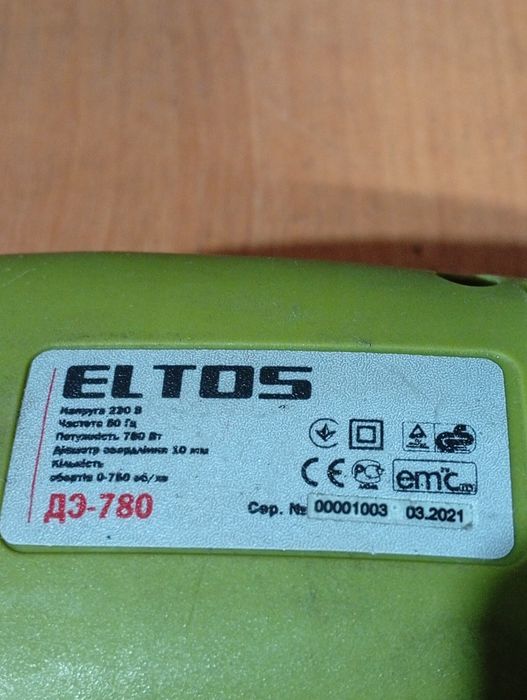 ELTOS
Напруга 230 В
Частота 50 Гц
Потужність 780 Вт
Діаметр свердління 10 мм
Кількість
обертів 0-750 об/хв
ДЭ-780
CE
emc
Сер. № 00001003 03.2021